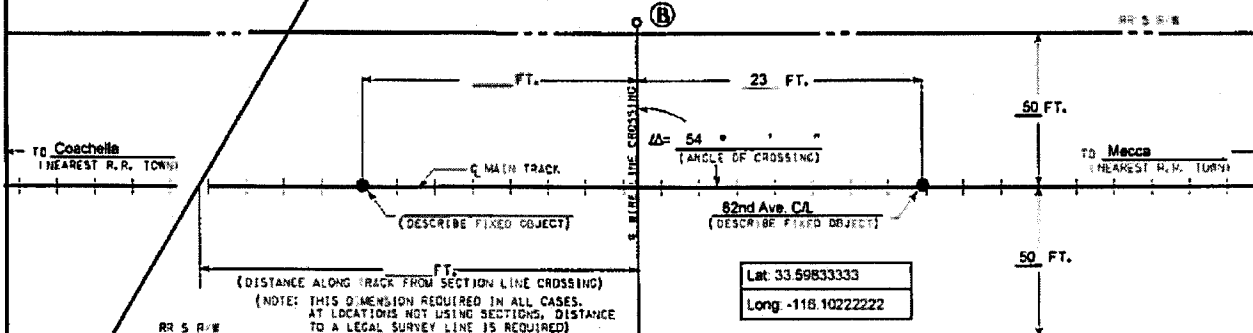 B
RR'S R/W
FT.
23 FT.
50 FT.
WIRE LINE CROSSING
54 ° ' "
(ANGLE OF CROSSING)
TO Coachella
(NEAREST R.R. TOWN)
TO Mecca
(NEAREST R.R. TOWN)
MAIN TRACK
(DESCRIBE FIXED OBJECT)
62nd Ave. C/L
(DESCRIBE FIXED OBJECT)
FT.
(DISTANCE ALONG TRACK FROM SECTION LINE CROSSING)
(NOTE: THIS DIMENSION REQUIRED IN ALL CASES.
AT LOCATIONS NOT USING SECTIONS, DISTANCE
TO A LEGAL SURVEY LINE IS REQUIRED)
50 FT.
Lat: 33.59833333
Long: -116.10222222
RR'S R/W